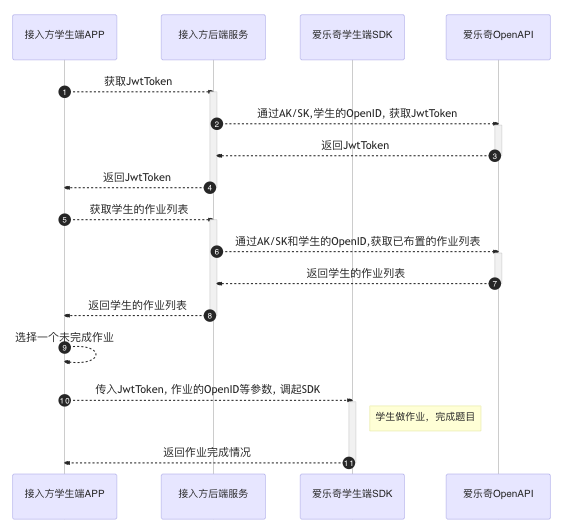 接入方学生端APP
接入方后端服务
爱乐奇学生端SDK
爱乐奇OpenAPI
获取JwtToken
1
通过AK/SK,学生的OpenID, 获取JwtToken
2
返回JwtToken
3
返回JwtToken
4
获取学生的作业列表
5
通过AK/SK和学生的OpenID,获取已布置的作业列表
6
返回学生的作业列表
7
返回学生的作业列表
8
选择一个未完成作业
9
传入JwtToken, 作业的OpenID等参数, 调起SDK
10
学生做作业，完成题目
返回作业完成情况
11
接入方学生端APP
接入方后端服务
爱乐奇学生端SDK
爱乐奇OpenAPI